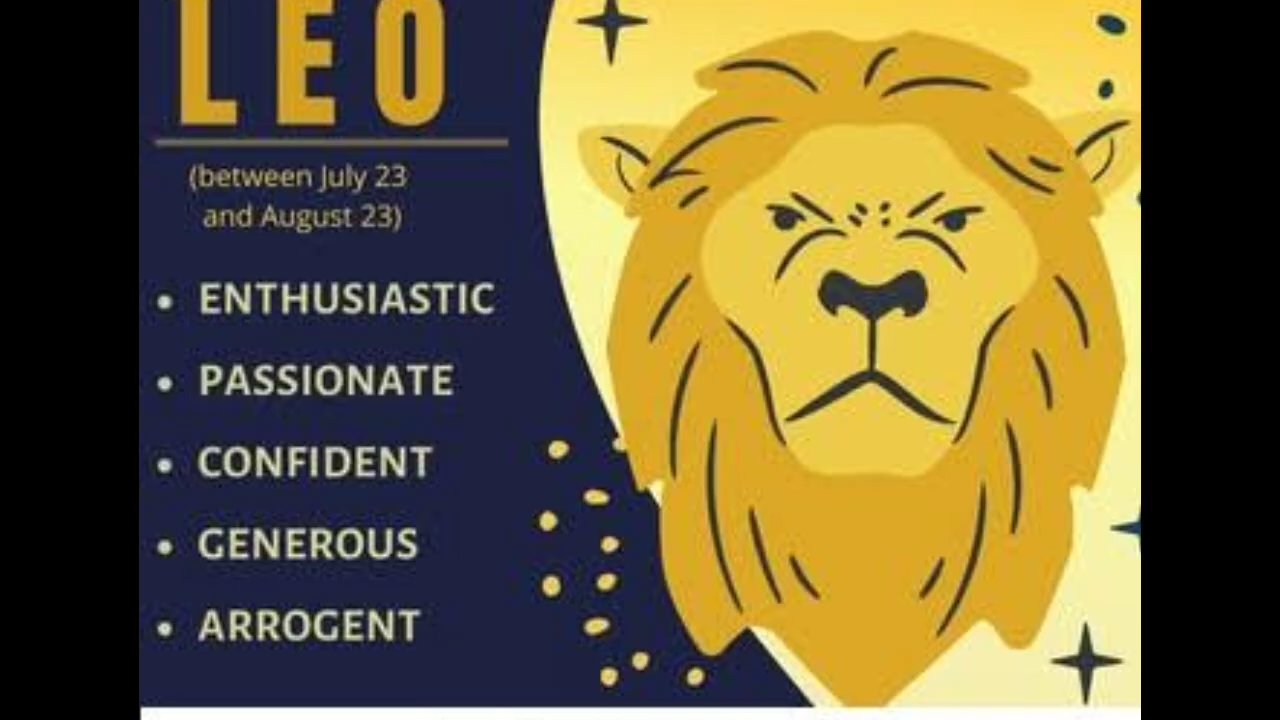 LEO
(between July 23
and August 23)
• ENTHUSIASTIC
• PASSIONATE
• CONFIDENT
• GENEROUS
• ARROGENT